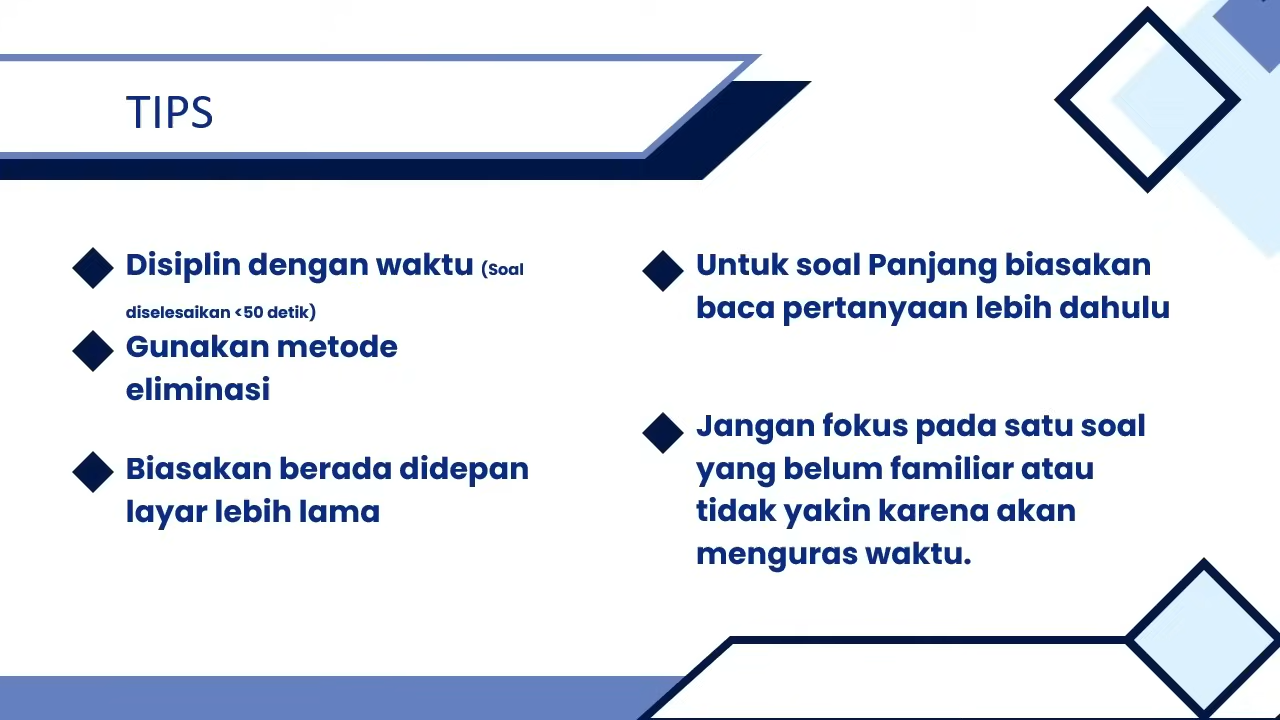 TIPS
Disiplin dengan waktu (Soal
diselesaikan <50 detik)
Gunakan metode
eliminasi
Biasakan berada didepan
layar lebih lama
Untuk soal Panjang biasakan
baca pertanyaan lebih dahulu
Jangan fokus pada satu soal
yang belum familiar atau
tidak yakin karena akan
menguras waktu.